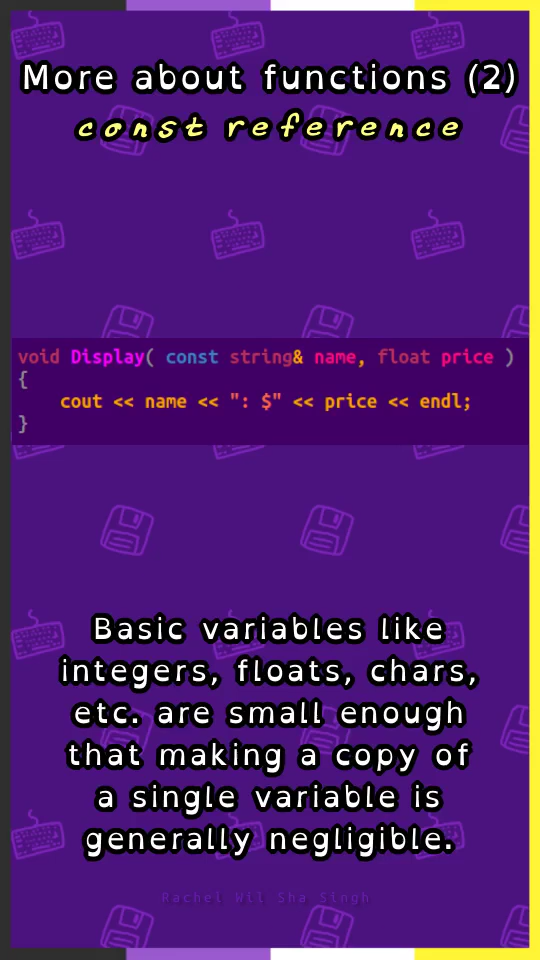 More about functions (2)
const reference
void Display( const string& name, float price )
{
    cout << name << ": $" << price << endl;
}
Basic variables like
integers, floats, chars,
etc. are small enough
that making a copy of
a single variable is
generally negligible.
Rachel Wil Sha Singh